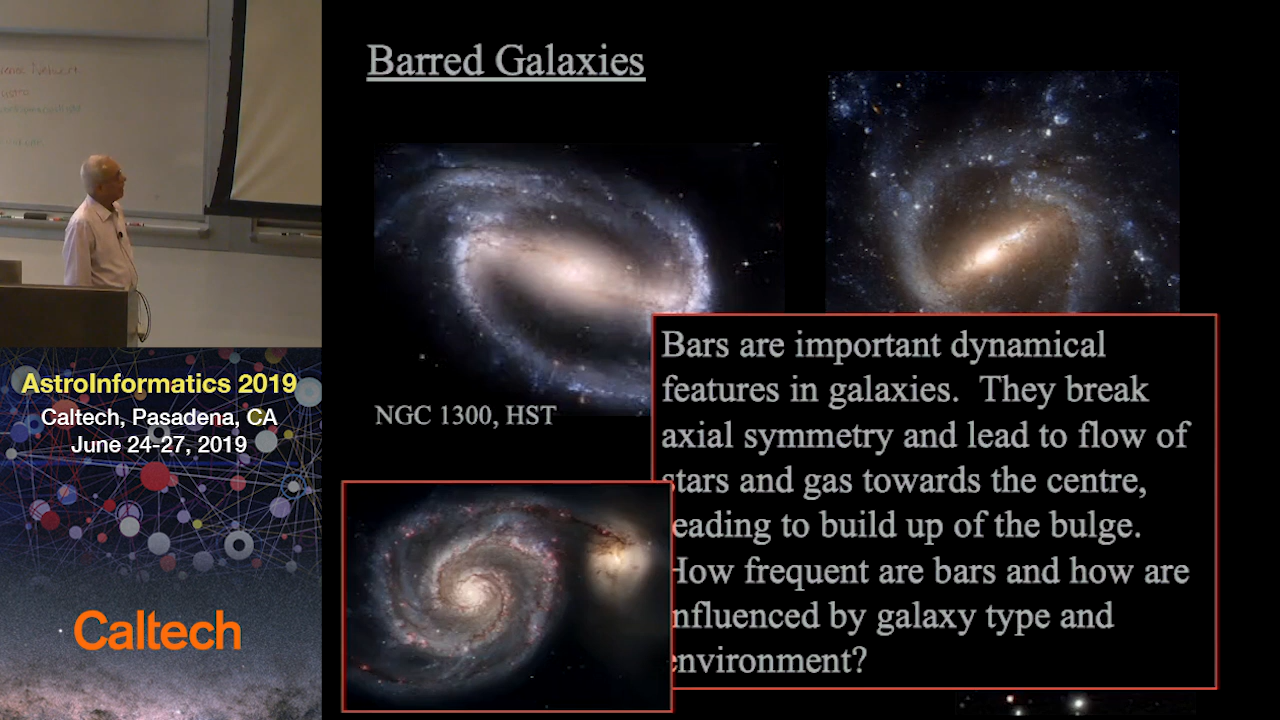 Barred Galaxies
NGC 1300, HST
Bars are important dynamical
features in galaxies. They break
axial symmetry and lead to flow of
stars and gas towards the centre,
leading to build up of the bulge.
How frequent are bars and how are
influenced by galaxy type and
environment?
AstroInformatics 2019
Caltech, Pasadena, CA
June 24-27, 2019
Caltech